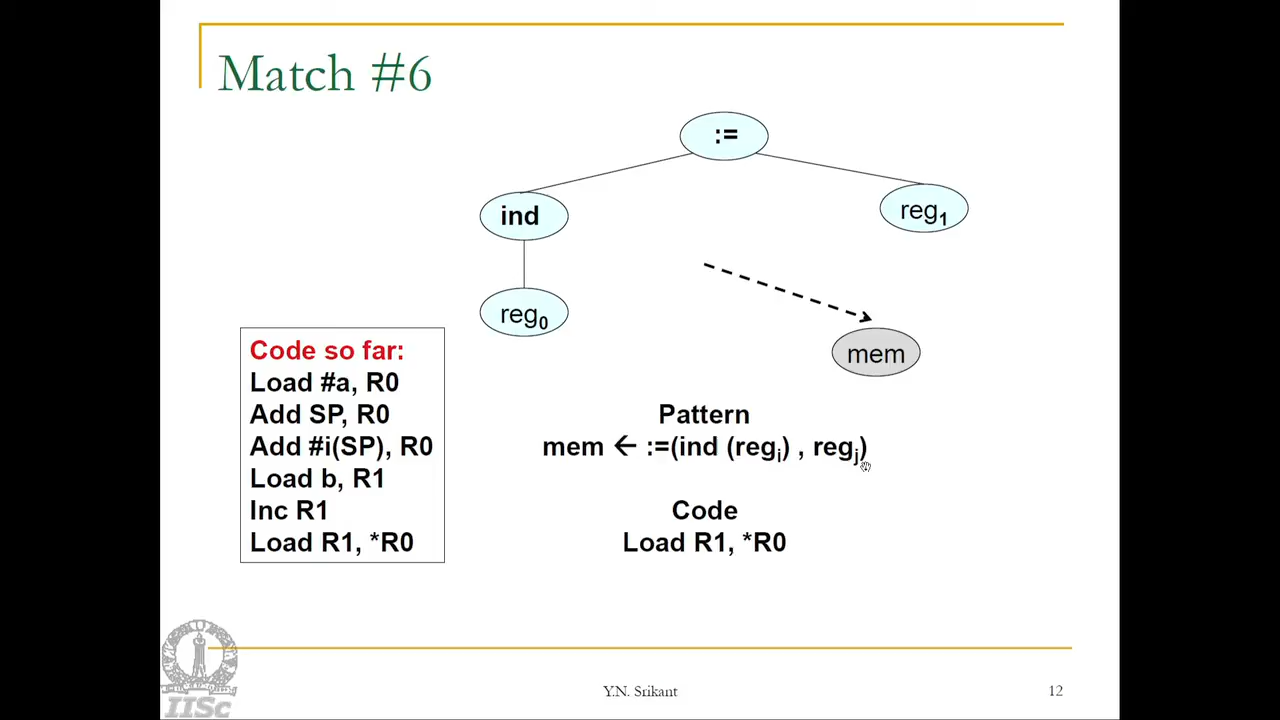 Match #6
:=
ind
reg1
reg0
mem
Code so far:
Load #a, R0
Add SP, R0
Add #i(SP), R0
Load b, R1
Inc R1
Load R1, *R0
Pattern
mem ← :=(ind (regi) , regj)
Code
Load R1, *R0
IISc
Y.N. Srikant
12